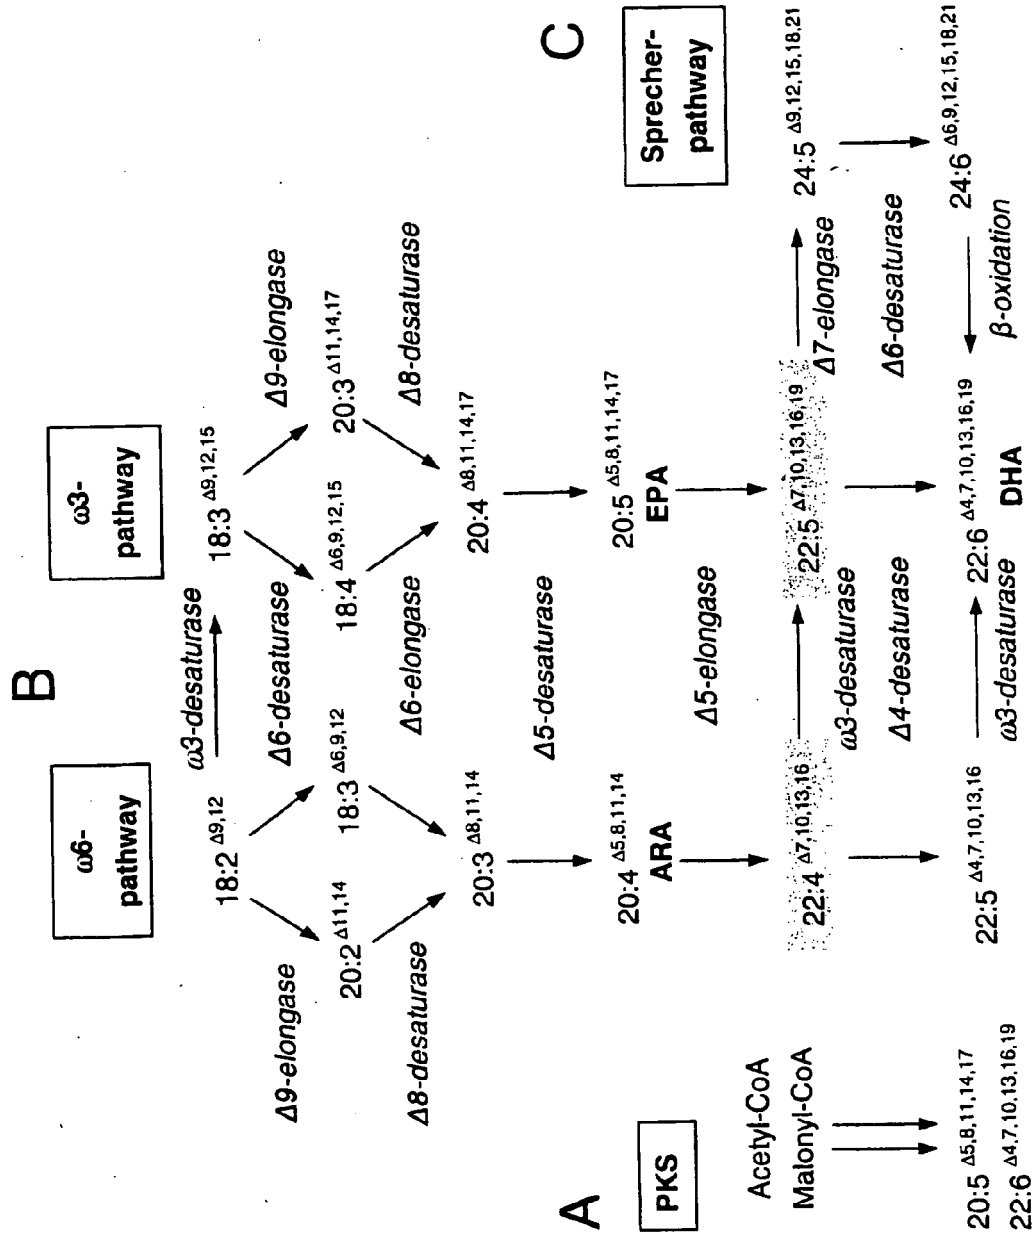 A
PKS
Acetyl-CoA
Malonyl-CoA
20:5 Δ5,8,11,14,17
22:6 Δ4,7,10,13,16,19
B
ω6-
pathway
ω3-
pathway
18:2 Δ9,12
ω3-desaturase
18:3 Δ9,12,15
Δ9-elongase
Δ6-desaturase
Δ9-elongase
20:2 Δ11,14
18:3 Δ6,9,12
18:4 Δ6,9,12,15
20:3 Δ11,14,17
Δ8-desaturase
Δ6-elongase
Δ8-desaturase
20:3 Δ8,11,14
20:4 Δ8,11,14,17
Δ5-desaturase
20:4 Δ5,8,11,14
ARA
20:5 Δ5,8,11,14,17
EPA
Δ5-elongase
22:4 Δ7,10,13,16
22:5 Δ7,10,13,16,19
ω3-desaturase
Δ4-desaturase
22:5 Δ4,7,10,13,16
22:6 Δ4,7,10,13,16,19
DHA
ω3-desaturase
C
Sprecher-
pathway
24:5 Δ9,12,15,18,21
Δ7-elongase
Δ6-desaturase
24:6 Δ6,9,12,15,18,21
β-oxidation